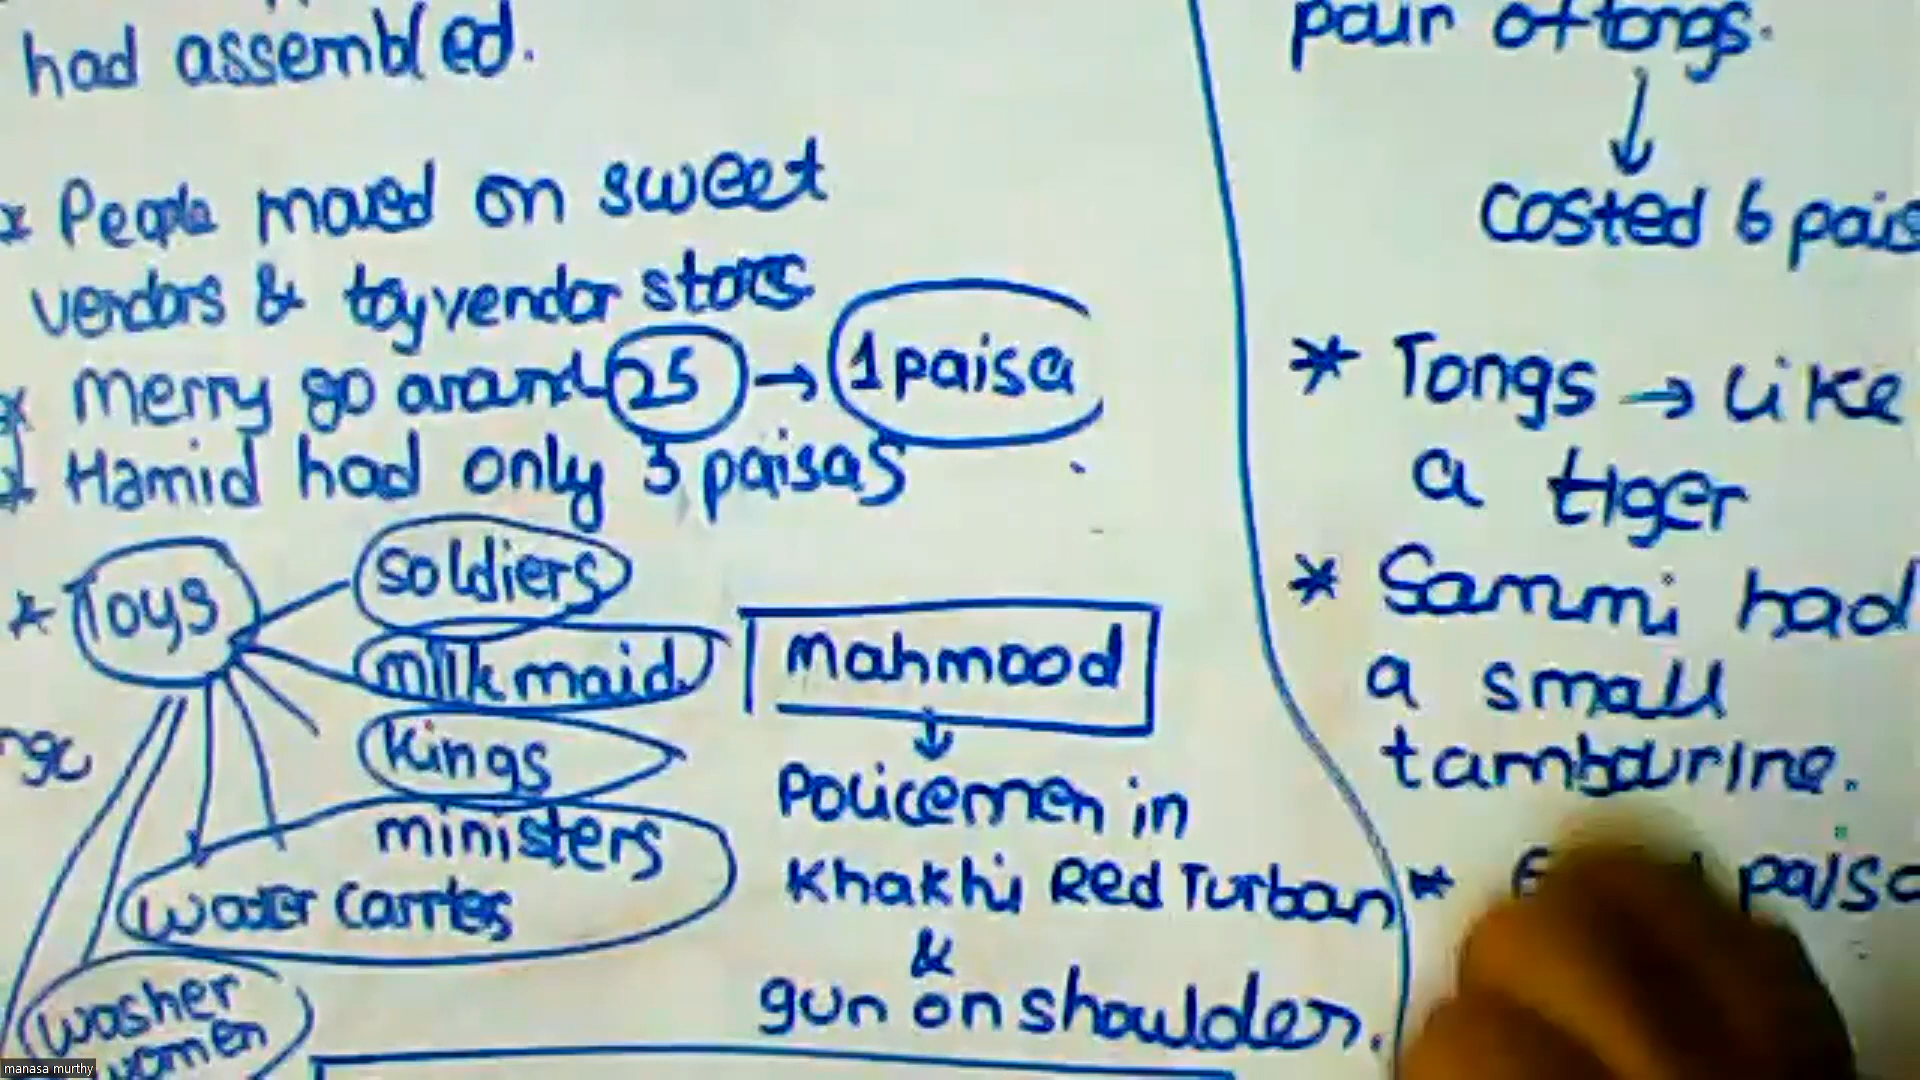 had assembled.
* People moved on sweet
vendors & toy vendor stores
* Merry go around 25 → 1 paisa
* Hamid had only 3 paisas
* Toys
soldiers
milkmaid
Kings
ministers
water carries
washer
women
Mahmood
Policemen in
Khakhi Red Turban
&
gun on shoulder.
pair of tongs.
costed 6 pais
* Tongs → like
a tiger
* Sammi had
a small
tambourine.
* paisa
manasa murthy